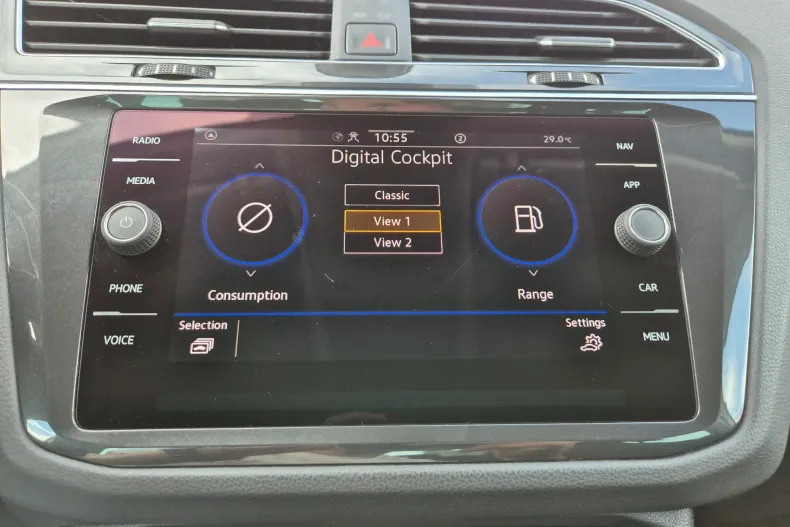 RADIO
MEDIA
PHONE
VOICE
10:55
2
29.0°C
Digital Cockpit
Classic
View 1
View 2
Consumption
Range
Selection
Settings
NAV
APP
CAR
MENU